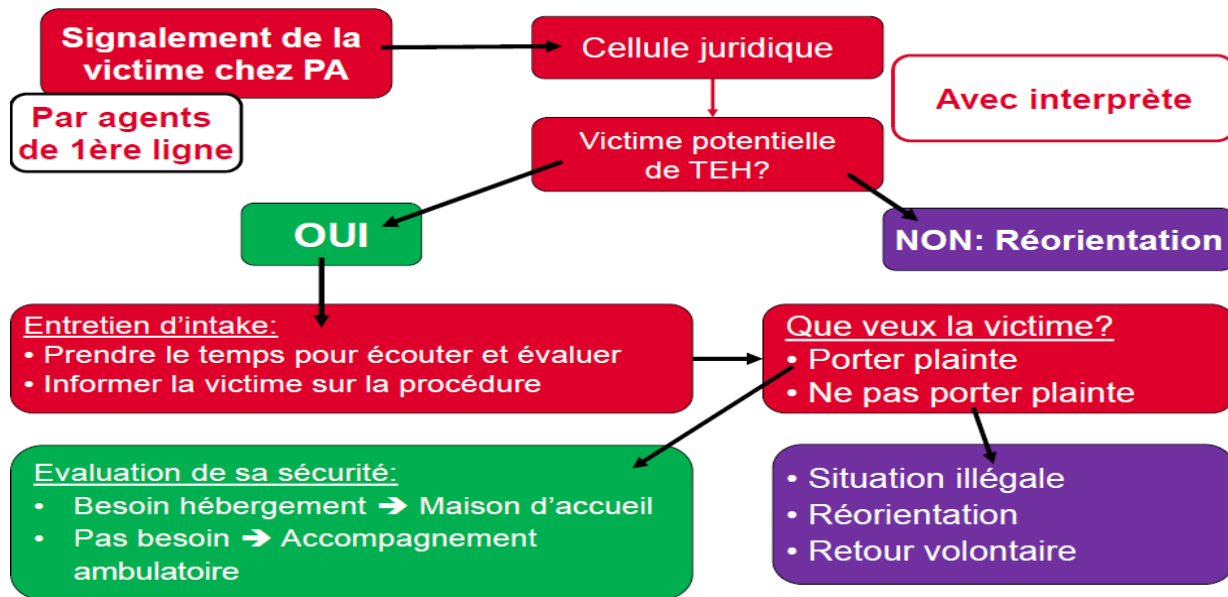 Signalement de la
victime chez PA
Par agents
de 1ère ligne
Cellule juridique
Avec interprète
Victime potentielle
de TEH?
OUI
NON: Réorientation
Entretien d'intake:
• Prendre le temps pour écouter et évaluer
• Informer la victime sur la procédure
Que veux la victime?
• Porter plainte
• Ne pas porter plainte
Evaluation de sa sécurité:
• Besoin hébergement ➔ Maison d'accueil
• Pas besoin ➔ Accompagnement
ambulatoire
• Situation illégale
• Réorientation
• Retour volontaire